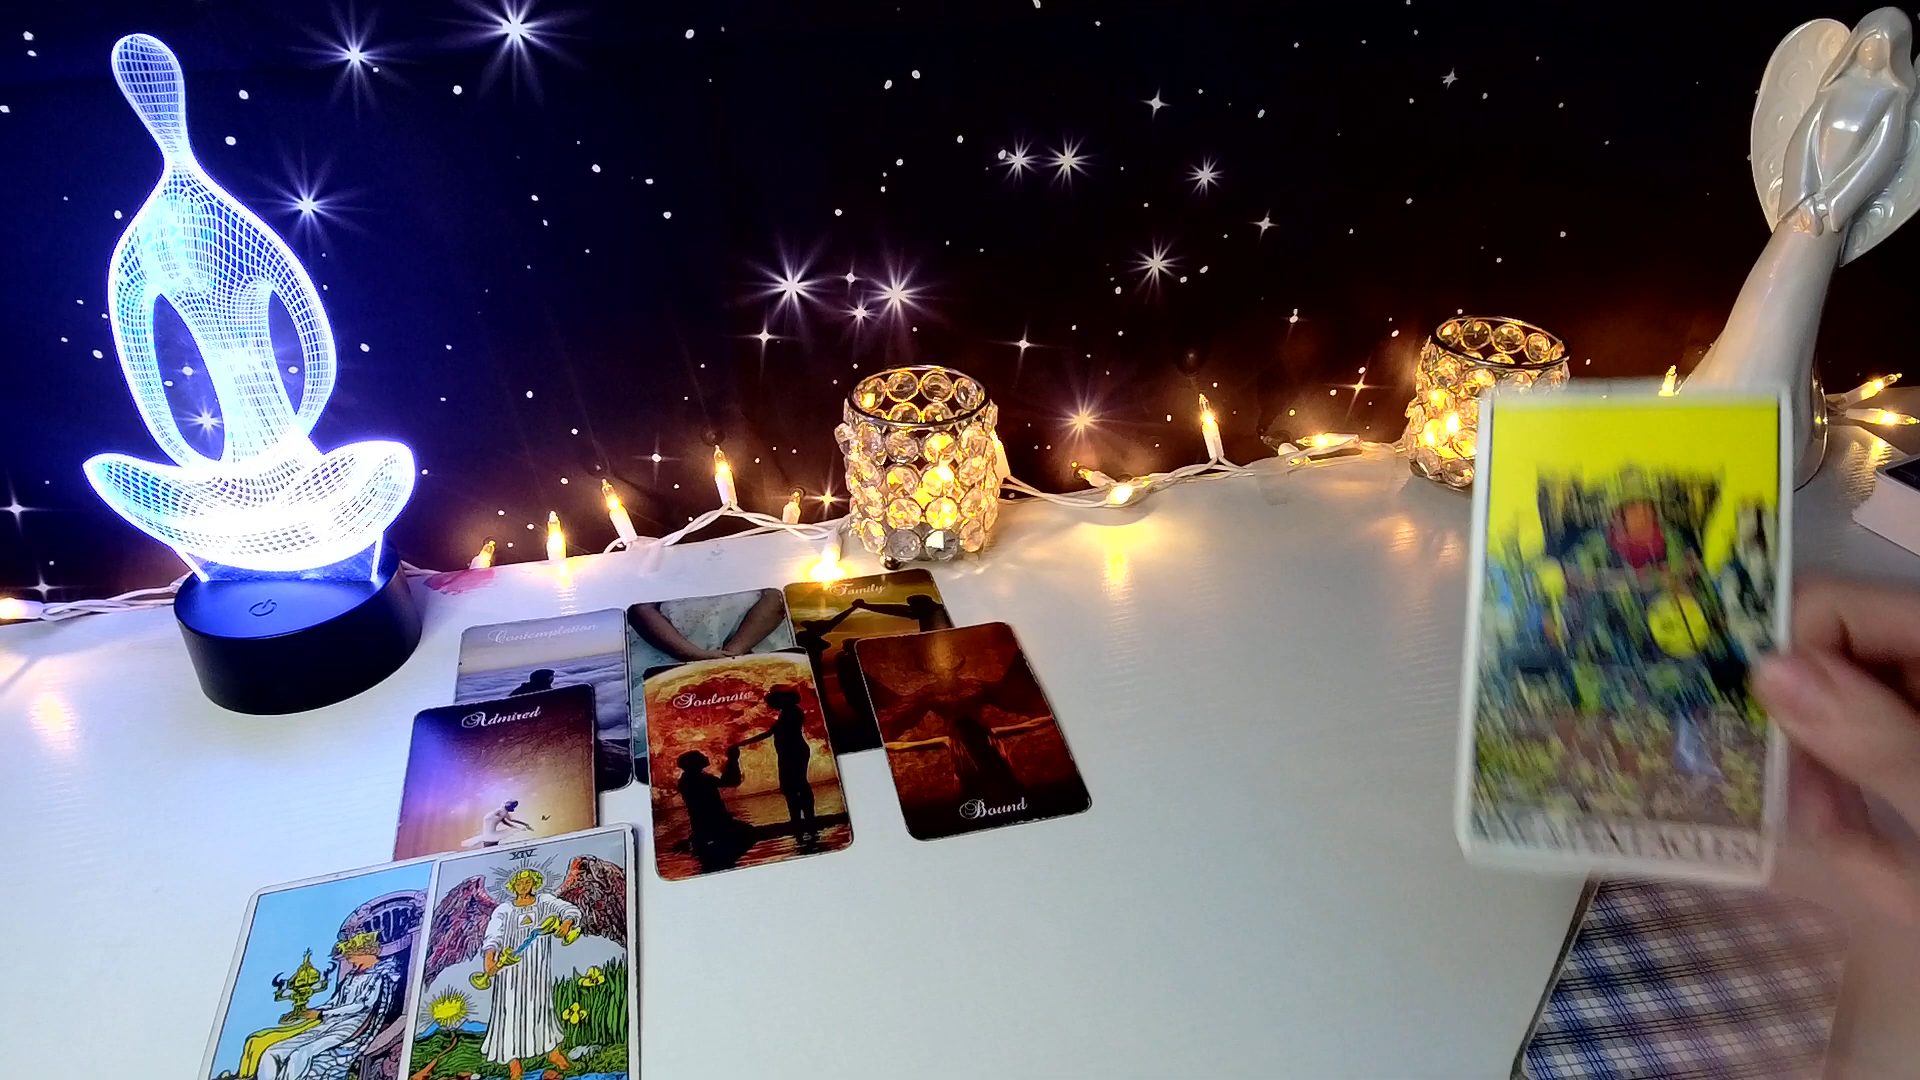 Family
Contemplation
Soulmate
Admired
Bound
XIV